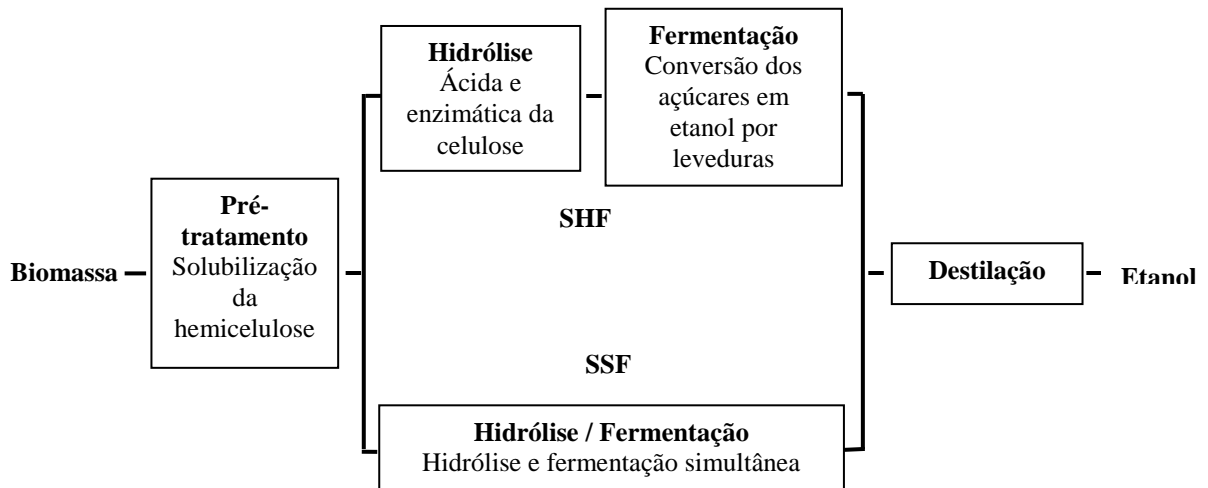 Biomassa
Pré-
tratamento
Solubilização
da
hemicelulose
Hidrólise
Ácida e
enzimática da
celulose
Fermentação
Conversão dos
açúcares em
etanol por
leveduras
SHF
SSF
Hidrólise / Fermentação
Hidrólise e fermentação simultânea
Destilação
Etanol